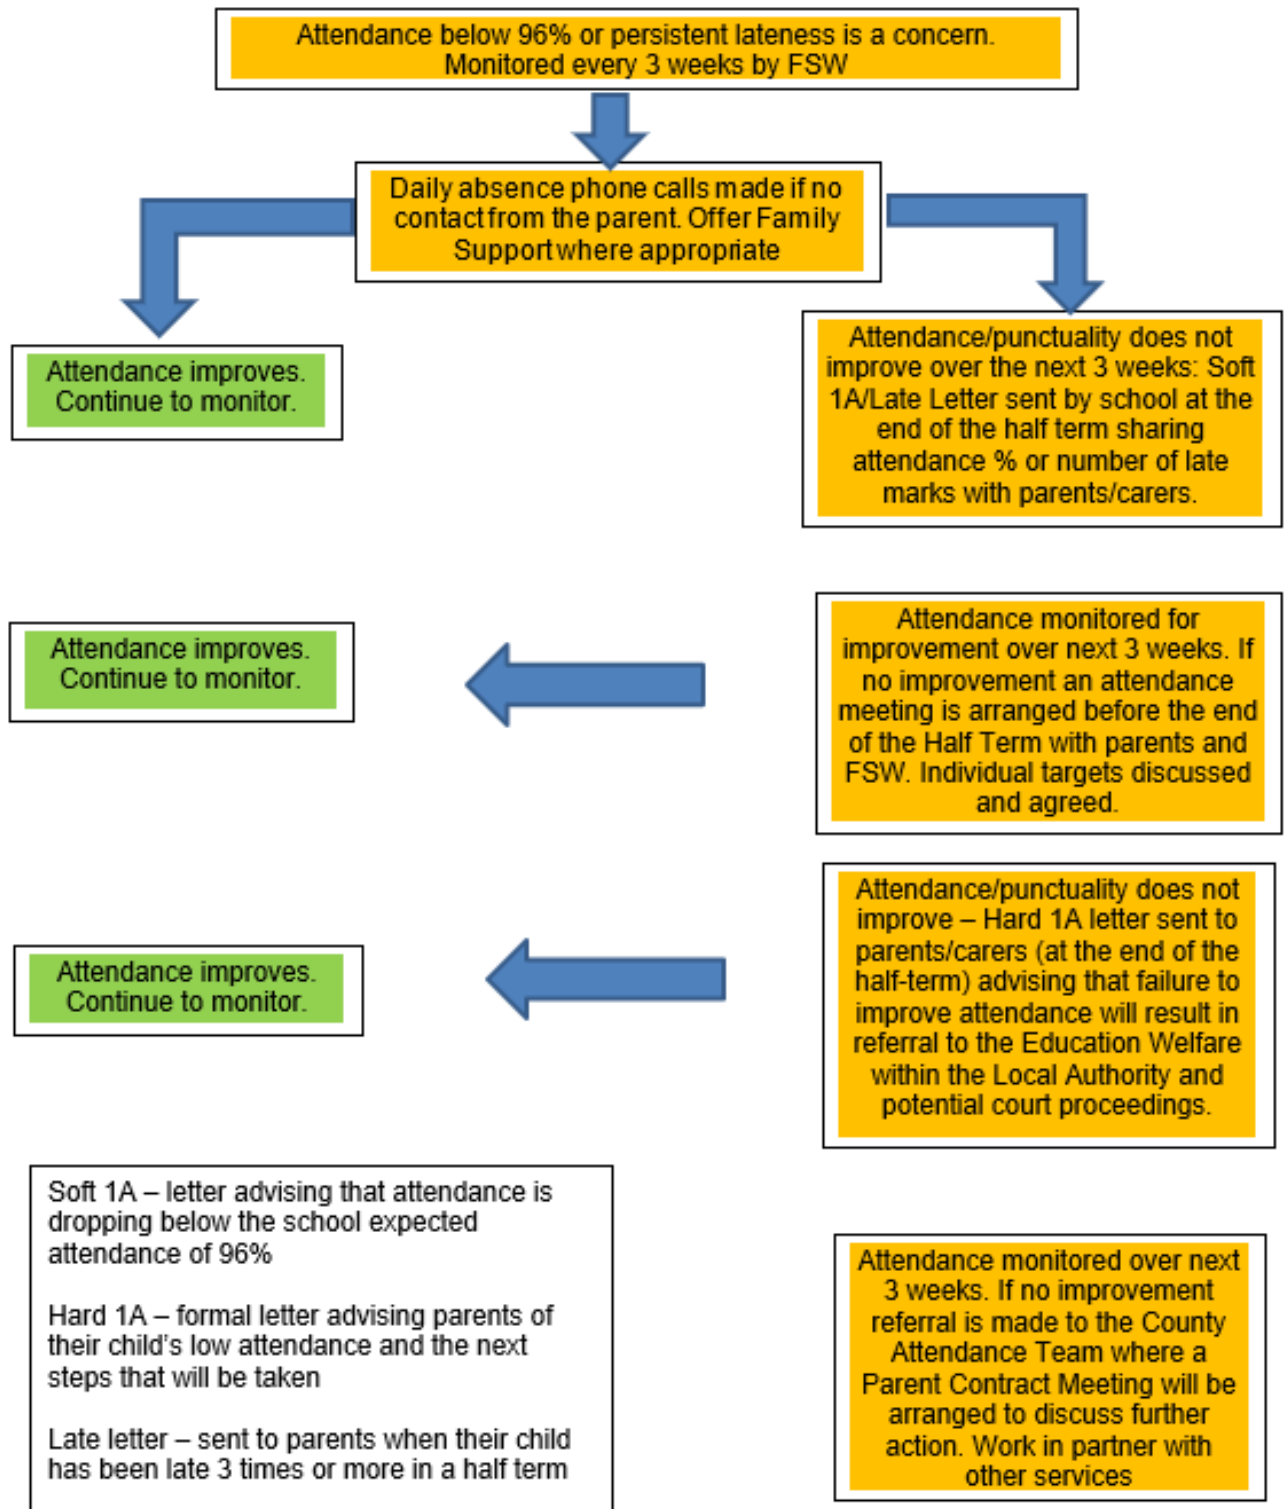 Attendance below 96% or persistent lateness is a concern.
Monitored every 3 weeks by FSW
Daily absence phone calls made if no
contact from the parent. Offer Family
Support where appropriate
Attendance improves.
Continue to monitor.
Attendance/punctuality does not
improve over the next 3 weeks: Soft
1A/Late Letter sent by school at the
end of the half term sharing
attendance % or number of late
marks with parents/carers.
Attendance improves.
Continue to monitor.
Attendance monitored for
improvement over next 3 weeks. If
no improvement an attendance
meeting is arranged before the end
of the Half Term with parents and
FSW. Individual targets discussed
and agreed.
Attendance improves.
Continue to monitor.
Attendance/punctuality does not
improve – Hard 1A letter sent to
parents/carers (at the end of the
half-term) advising that failure to
improve attendance will result in
referral to the Education Welfare
within the Local Authority and
potential court proceedings.
Soft 1A – letter advising that attendance is
dropping below the school expected
attendance of 96%
Hard 1A – formal letter advising parents of
their child's low attendance and the next
steps that will be taken
Late letter – sent to parents when their child
has been late 3 times or more in a half term
Attendance monitored over next
3 weeks. If no improvement
referral is made to the County
Attendance Team where a
Parent Contract Meeting will be
arranged to discuss further
action. Work in partner with
other services